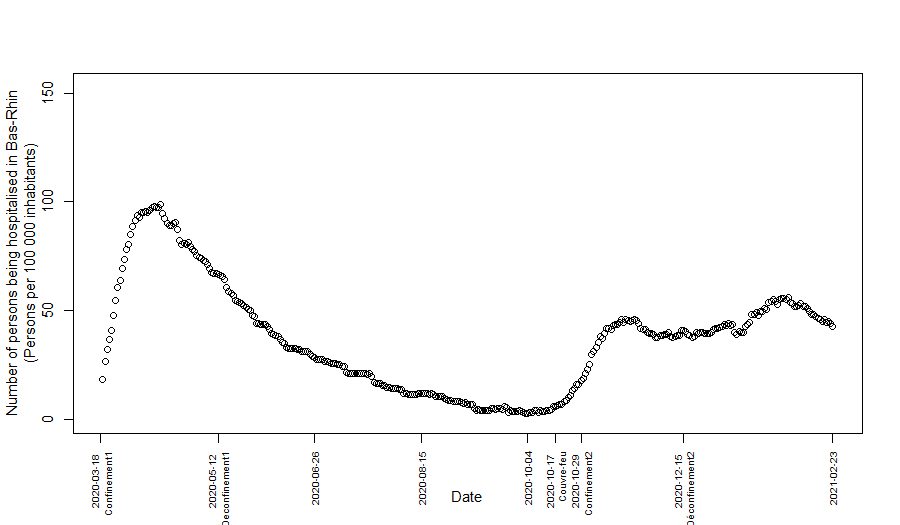 Number of persons being hospitalised in Bas-Rhin
(Persons per 100 000 inhabitants)
150
100
50
0
2020-03-18
Confinement1
2020-05-12
Déconfinement1
2020-06-26
2020-08-15
2020-10-04
2020-10-17
Couvre-feu
2020-10-29
Confinement2
2020-12-15
Déconfinement2
2021-02-23
Date